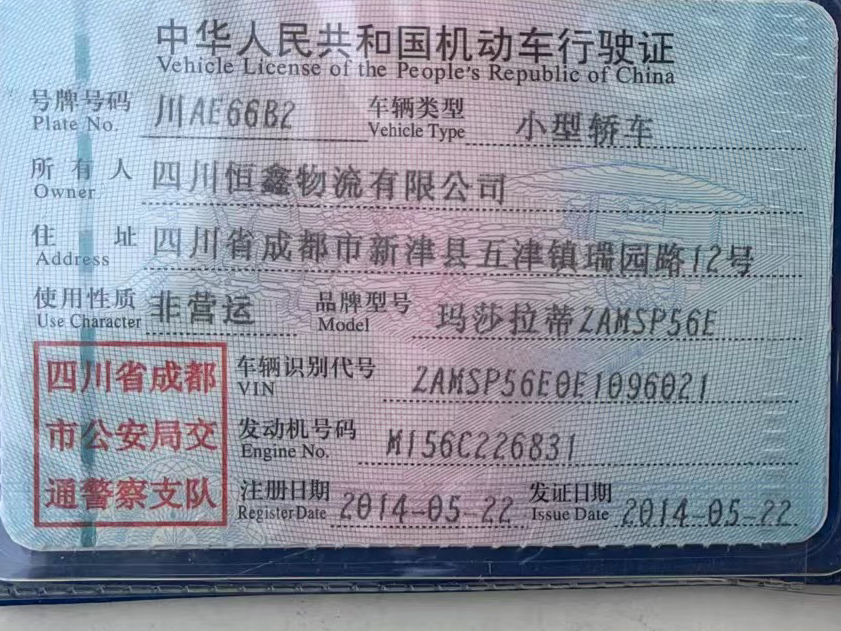 中华人民共和国机动车行驶证
Vehicle License of the People's Republic of China
号牌号码 川AE66B2 车辆类型 小型轿车
Plate No. Vehicle Type
所有人 四川恒鑫物流有限公司
Owner
住址 四川省成都市新津县五津镇瑞园路12号
Address
使用性质 非营运 品牌型号 玛莎拉蒂ZAMSP56E
Use Character Model
四川省成都
市公安局交
通警察支队
车辆识别代号 ZAMSP56E0E1096021
VIN
发动机号码 M156C226831
Engine No.
注册日期 2014-05-22 发证日期 2014-05-22
Register Date Issue Date